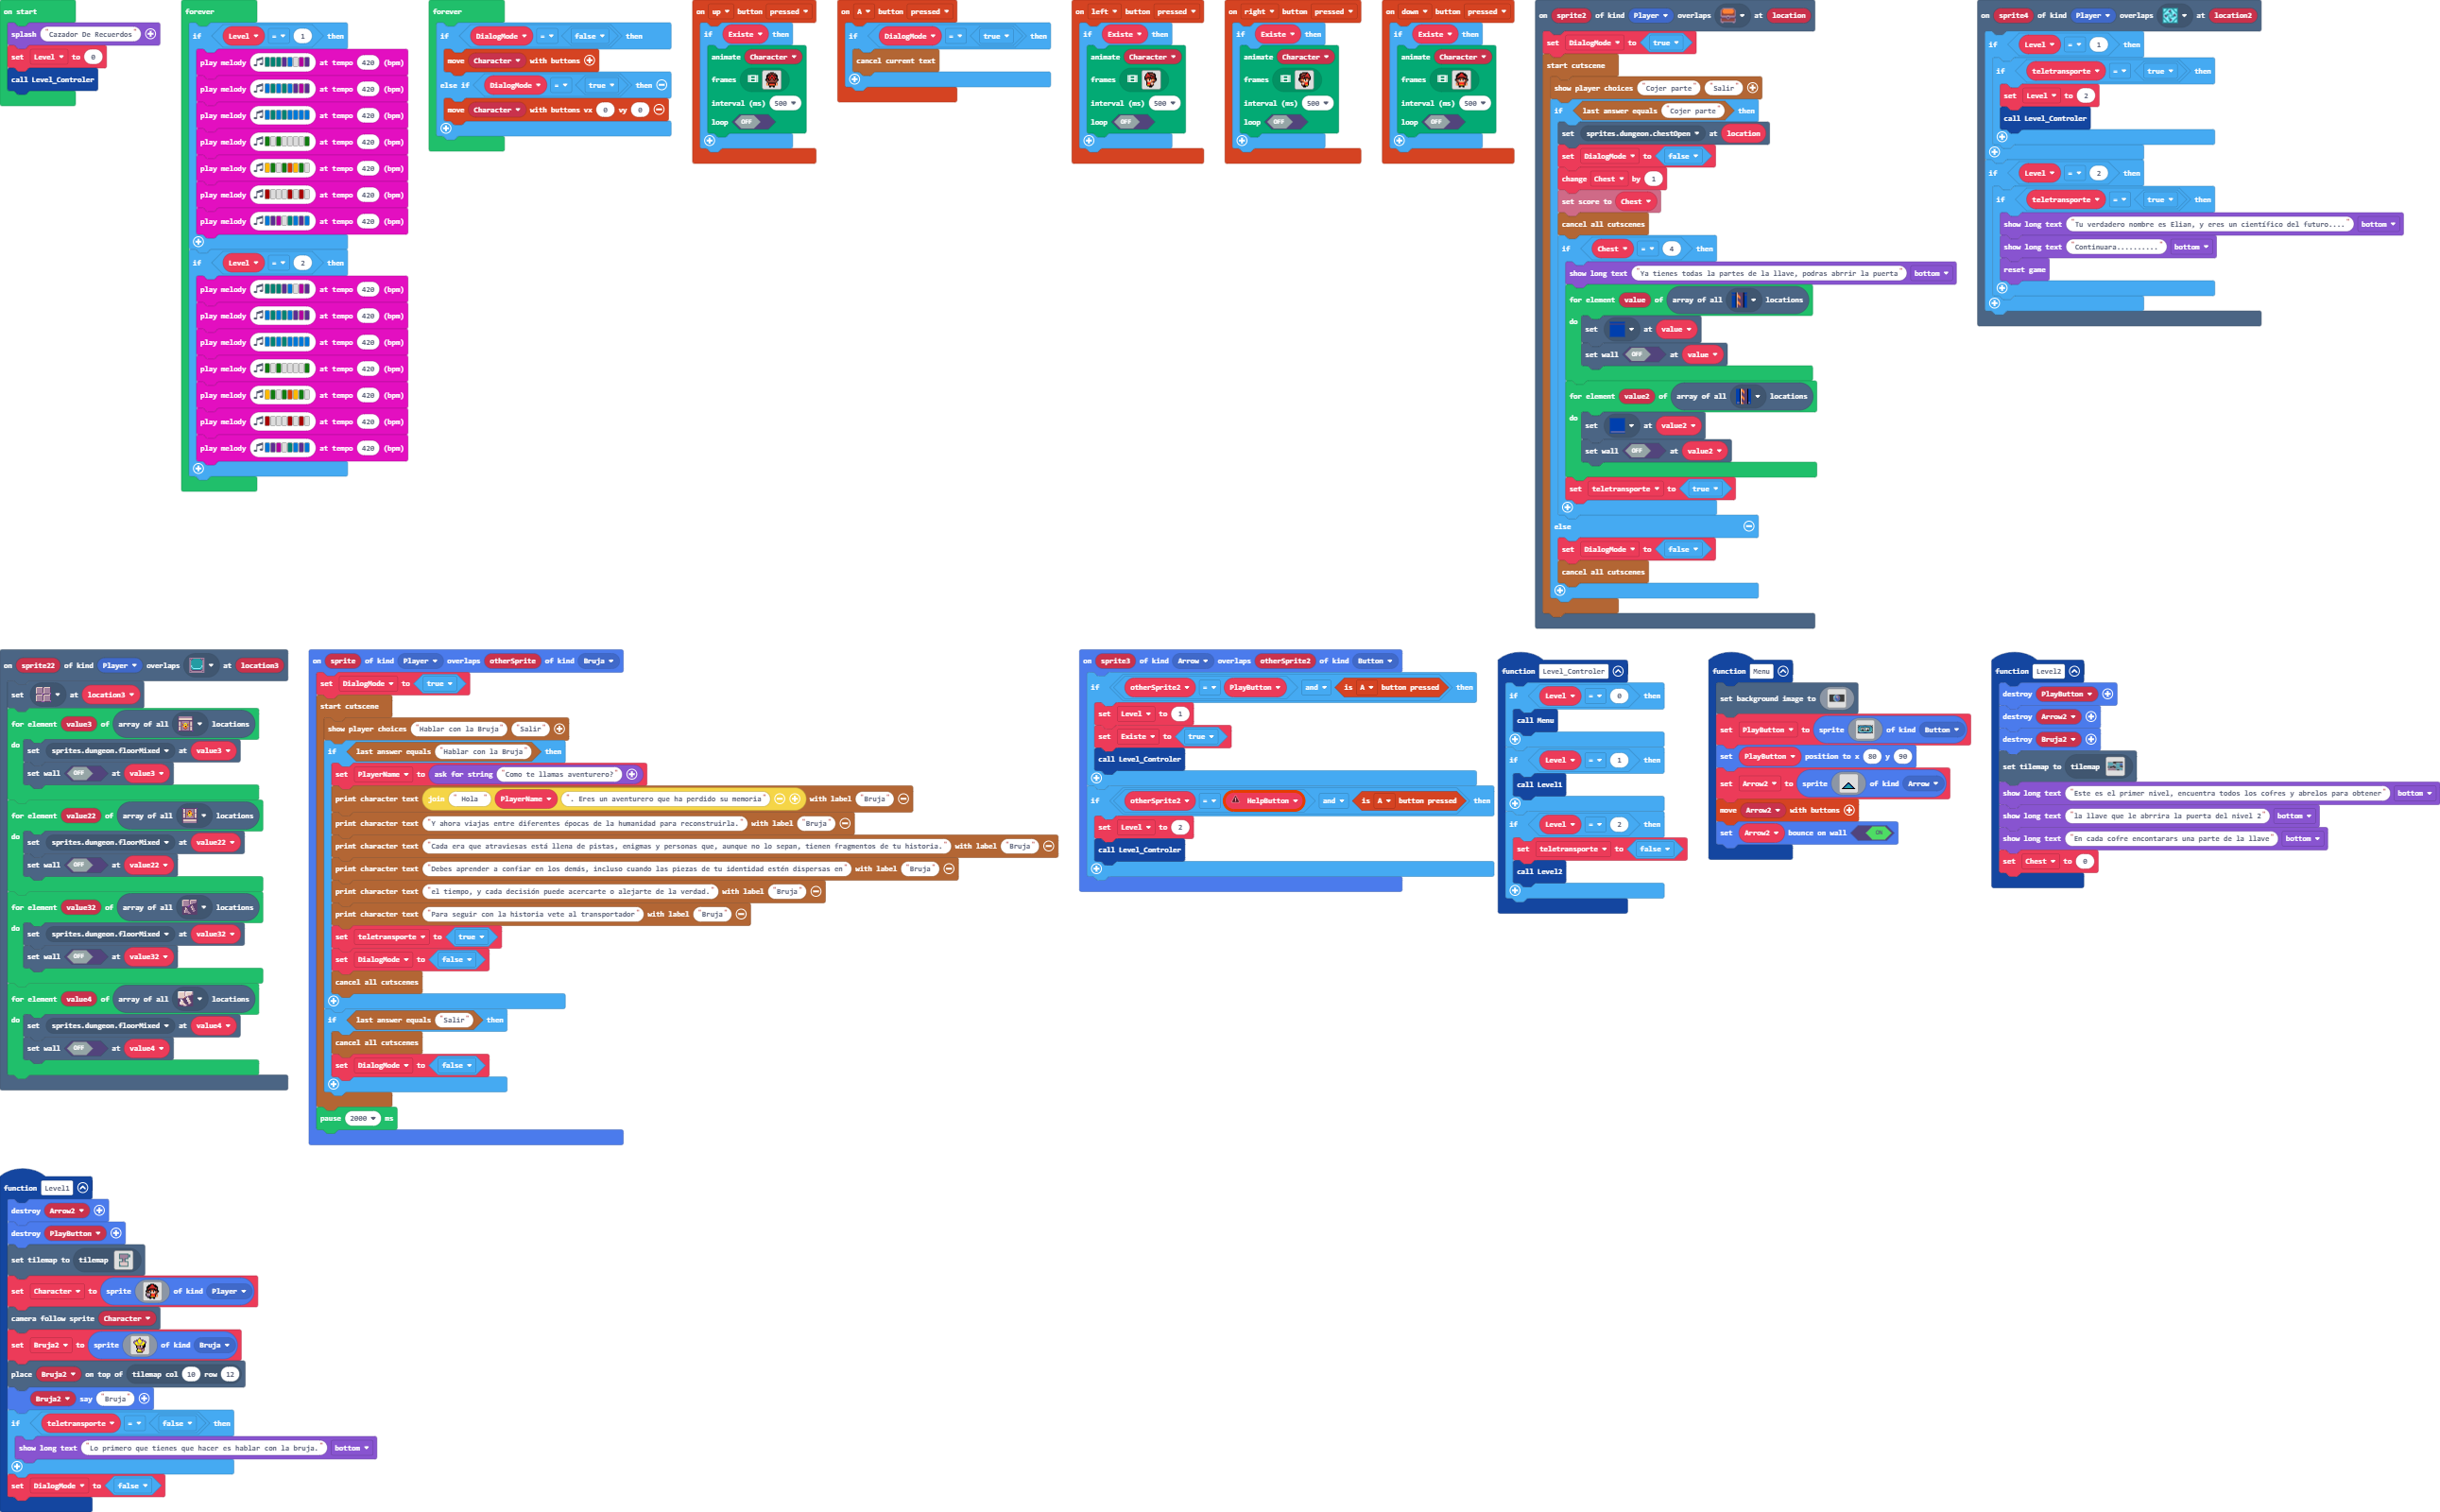 on start
splash "Cazador De Recuerdos"
set Level to 0
call Level_Controler
forever
if Level = 1 then
play melody at tempo 420 (bpm)
play melody at tempo 420 (bpm)
play melody at tempo 420 (bpm)
play melody at tempo 420 (bpm)
play melody at tempo 420 (bpm)
play melody at tempo 420 (bpm)
play melody at tempo 420 (bpm)
if Level = 2 then
play melody at tempo 420 (bpm)
play melody at tempo 420 (bpm)
play melody at tempo 420 (bpm)
play melody at tempo 420 (bpm)
play melody at tempo 420 (bpm)
play melody at tempo 420 (bpm)
play melody at tempo 420 (bpm)
forever
if DialogMode = false then
move Character with buttons
else if DialogMode = true then
move Character with buttons vx 0 vy 0
on up button pressed
if Existe then
animate Character
frames
interval (ms) 500
loop OFF
on A button pressed
if DialogMode = true then
cancel current text
on left button pressed
if Existe then
animate Character
frames
interval (ms) 500
loop OFF
on right button pressed
if Existe then
animate Character
frames
interval (ms) 500
loop OFF
on down button pressed
if Existe then
animate Character
frames
interval (ms) 500
loop OFF
on sprite2 of kind Player overlaps at location
set DialogMode to true
start cutscene
show player choices "Cojer parte" "Salir"
if last answer equals "Cojer parte" then
set sprites.dungeon.chestOpen at location
set DialogMode to false
change Chest by 1
set score to Chest
cancel all cutscenes
if Chest = 4 then
show long text "Ya tienes todas la partes de la llave, podras abrrir la puerta" bottom
for element value of array of all locations
do set at value
set wall OFF at value
for element value2 of array of all locations
do set at value2
set wall OFF at value2
set teletransporte to true
else
set DialogMode to false
cancel all cutscenes
on sprite4 of kind Player overlaps at location2
if Level = 1 then
if teletransporte = true then
set Level to 2
call Level_Controler
if Level = 2 then
if teletransporte = true then
show long text "Tu verdadero nombre es Elian, y eres un científico del futuro...." bottom
show long text "Continuara.........." bottom
reset game
on sprite22 of kind Player overlaps at location3
set at location3
for element value3 of array of all locations
do set sprites.dungeon.floorMixed at value3
set wall OFF at value3
for element value22 of array of all locations
do set sprites.dungeon.floorMixed at value22
set wall OFF at value22
for element value32 of array of all locations
do set sprites.dungeon.floorMixed at value32
set wall OFF at value32
for element value4 of array of all locations
do set sprites.dungeon.floorMixed at value4
set wall OFF at value4
on sprite of kind Player overlaps otherSprite of kind Bruja
set DialogMode to true
start cutscene
show player choices "Hablar con la Bruja" "Salir"
if last answer equals "Hablar con la Bruja" then
set PlayerName to ask for string "Como te llamas aventurero?"
print character text join "Hola " PlayerName ". Eres un aventurero que ha perdido su memoria" with label "Bruja"
print character text "Y ahora viajas entre diferentes épocas de la humanidad para reconstruirla." with label "Bruja"
print character text "Cada era que atraviesas está llena de pistas, enigmas y personas que, aunque no lo sepan, tienen fragmentos de tu historia." with label "Bruja"
print character text "Debes aprender a confiar en los demás, incluso cuando las piezas de tu identidad estén dispersas en" with label "Bruja"
print character text "el tiempo, y cada decisión puede acercarte o alejarte de la verdad." with label "Bruja"
print character text "Para seguir con la historia vete al transportador" with label "Bruja"
set teletransporte to true
set DialogMode to false
cancel all cutscenes
if last answer equals "Salir" then
cancel all cutscenes
set DialogMode to false
pause 2000 ms
on sprite3 of kind Arrow overlaps otherSprite2 of kind Button
if otherSprite2 = PlayButton and is A button pressed then
set Level to 1
set Existe to true
call Level_Controler
if otherSprite2 = HelpButton and is A button pressed then
set Level to 2
call Level_Controler
function Level_Controler
if Level = 0 then
call Menu
if Level = 1 then
call Level1
if Level = 2 then
set teletransporte to false
call Level2
function Menu
set background image to
set PlayButton to sprite of kind Button
set PlayButton position to x 80 y 90
set Arrow2 to sprite of kind Arrow
move Arrow2 with buttons
set Arrow2 bounce on wall ON
function Level2
destroy PlayButton
destroy Arrow2
destroy Bruja2
set tilemap to tilemap
show long text "Este es el primer nivel, encuentra todos los cofres y abrelos para obtener" bottom
show long text "la llave que le abrrira la puerta del nivel 2" bottom
show long text "En cada cofre encontarars una parte de la llave" bottom
set Chest to 0
function Level1
destroy Arrow2
destroy PlayButton
set tilemap to tilemap
set Character to sprite of kind Player
camera follow sprite Character
set Bruja2 to sprite of kind Bruja
place Bruja2 on top of tilemap col 10 row 12
Bruja2 say "Bruja"
if teletransporte = false then
show long text "Lo primero que tienes que hacer es hablar con la bruja." bottom
set DialogMode to false